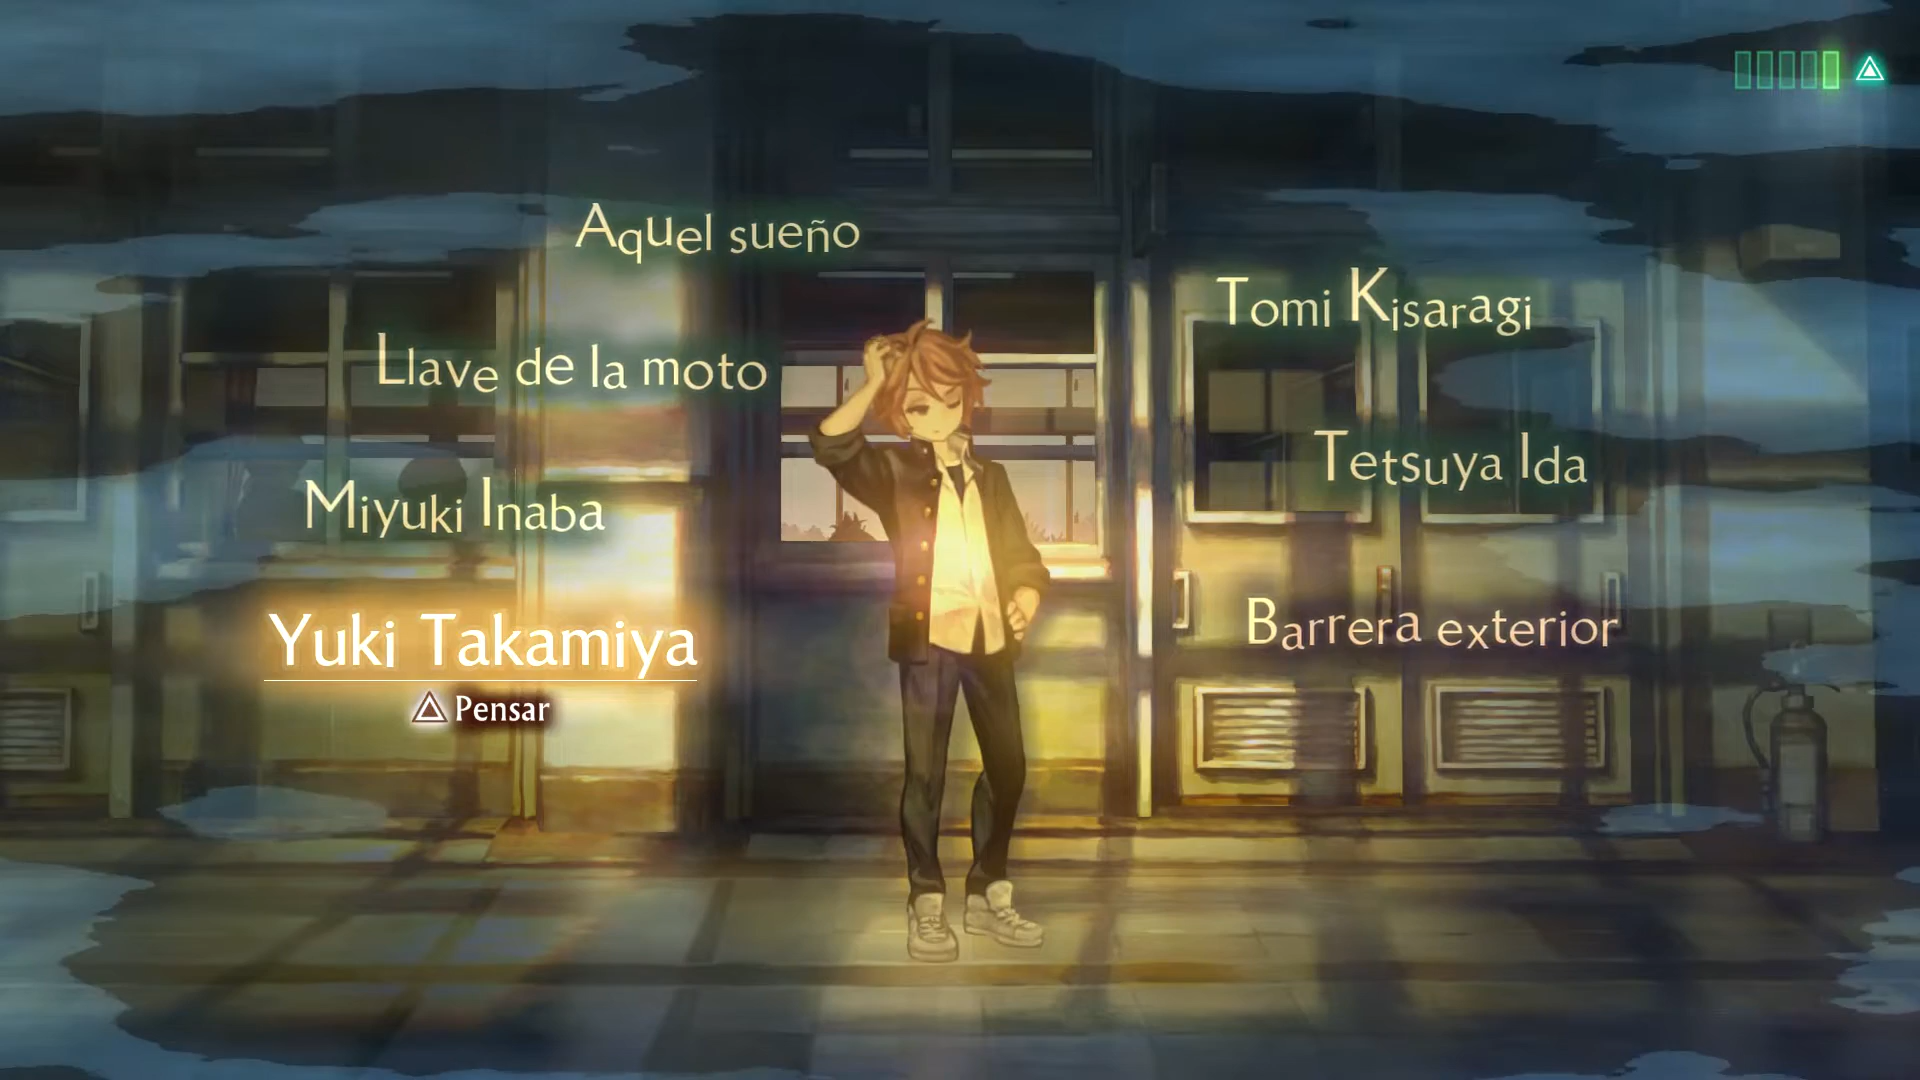 Aquel sueño
Tomi Kisaragi
Llave de la moto
Tetsuya Ida
Miyuki Inaba
Yuki Takamiya
Barrera exterior
Pensar